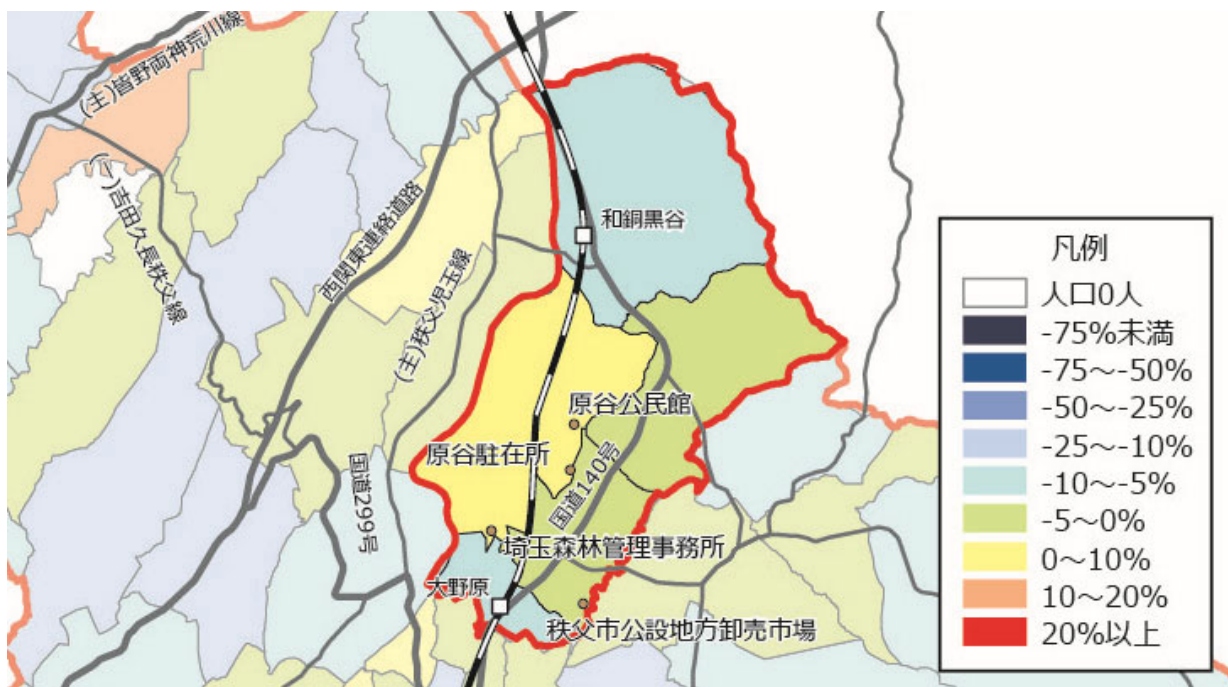 (主)皆野両神荒川線
(一)吉田久長秩父線
西関東連絡道路
(主)秩父児玉線
和銅黒谷
原谷公民館
原谷駐在所
国道140号
国道299号
埼玉森林管理事務所
大野原
秩父市公設地方卸売市場
凡例
人口0人
-75%未満
-75～-50%
-50～-25%
-25～-10%
-10～-5%
-5～0%
0～10%
10～20%
20%以上